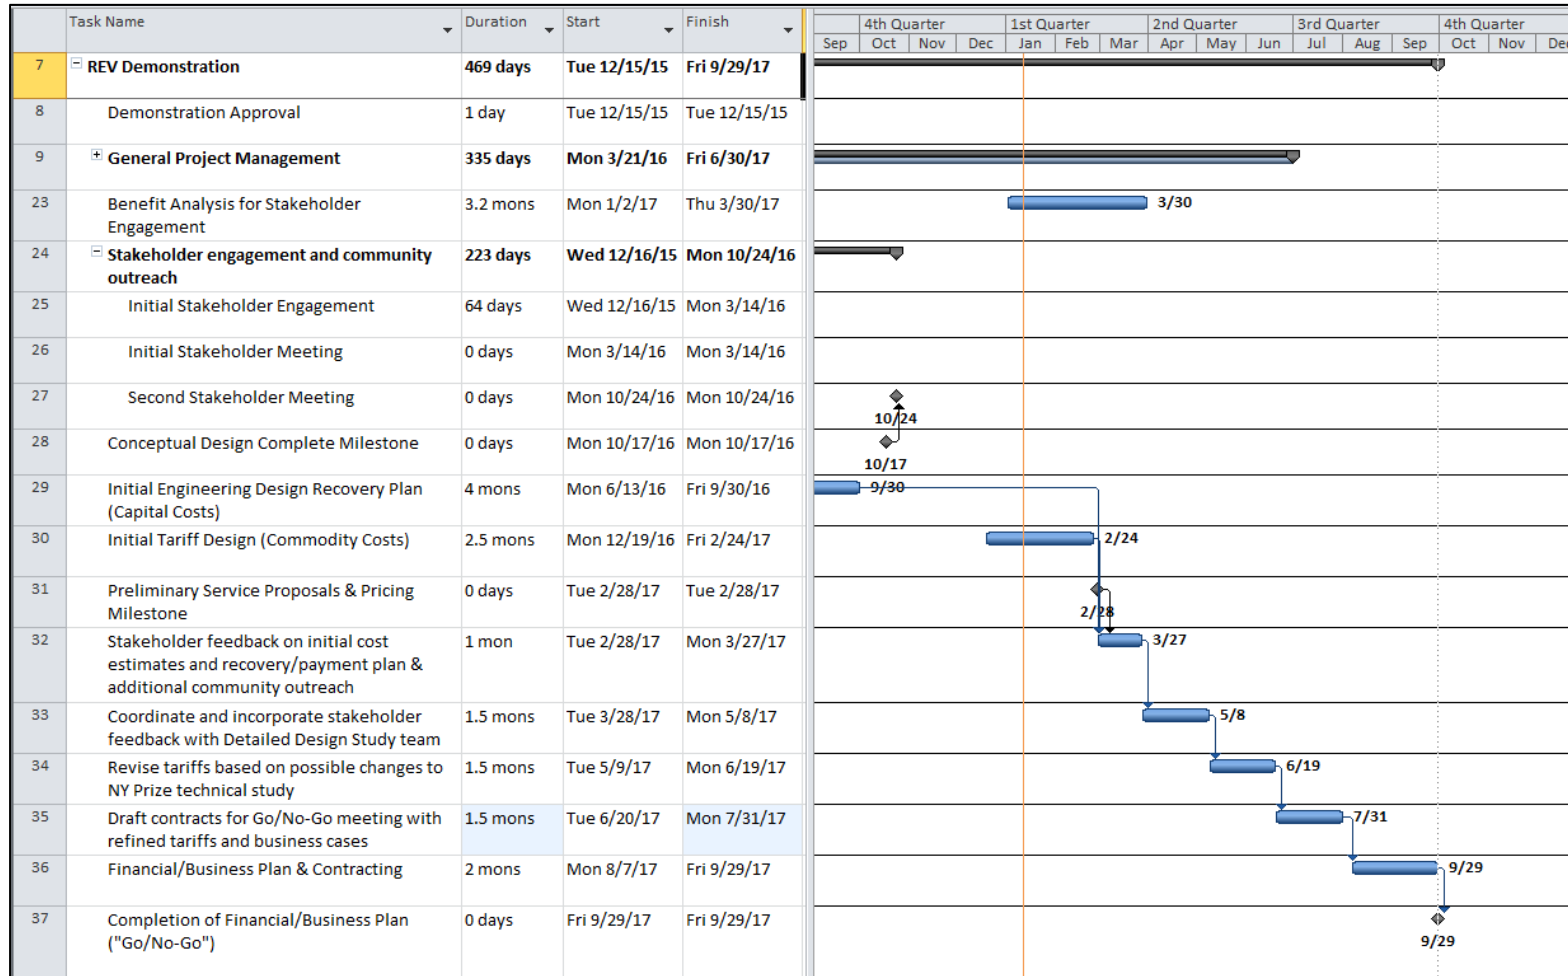 Task Name Duration Start Finish 4th Quarter 1st Quarter 2nd Quarter 3rd Quarter 4th Quarter
Sep Oct Nov Dec Jan Feb Mar Apr May Jun Jul Aug Sep Oct Nov Dec
7 REV Demonstration 469 days Tue 12/15/15 Fri 9/29/17
8 Demonstration Approval 1 day Tue 12/15/15 Tue 12/15/15
9 General Project Management 335 days Mon 3/21/16 Fri 6/30/17
23 Benefit Analysis for Stakeholder 3.2 mons Mon 1/2/17 Thu 3/30/17 3/30
Engagement
24 Stakeholder engagement and community 223 days Wed 12/16/15 Mon 10/24/16
outreach
25 Initial Stakeholder Engagement 64 days Wed 12/16/15 Mon 3/14/16
26 Initial Stakeholder Meeting 0 days Mon 3/14/16 Mon 3/14/16
27 Second Stakeholder Meeting 0 days Mon 10/24/16 Mon 10/24/16
10/24
28 Conceptual Design Complete Milestone 0 days Mon 10/17/16 Mon 10/17/16
10/17
29 Initial Engineering Design Recovery Plan 4 mons Mon 6/13/16 Fri 9/30/16 9/30
(Capital Costs)
30 Initial Tariff Design (Commodity Costs) 2.5 mons Mon 12/19/16 Fri 2/24/17 2/24
31 Preliminary Service Proposals & Pricing 0 days Tue 2/28/17 Tue 2/28/17
Milestone 2/28
32 Stakeholder feedback on initial cost 1 mon Tue 2/28/17 Mon 3/27/17 3/27
estimates and recovery/payment plan &
additional community outreach
33 Coordinate and incorporate stakeholder 1.5 mons Tue 3/28/17 Mon 5/8/17 5/8
feedback with Detailed Design Study team
34 Revise tariffs based on possible changes to 1.5 mons Tue 5/9/17 Mon 6/19/17 6/19
NY Prize technical study
35 Draft contracts for Go/No-Go meeting with 1.5 mons Tue 6/20/17 Mon 7/31/17 7/31
refined tariffs and business cases
36 Financial/Business Plan & Contracting 2 mons Mon 8/7/17 Fri 9/29/17 9/29
37 Completion of Financial/Business Plan 0 days Fri 9/29/17 Fri 9/29/17
("Go/No-Go") 9/29